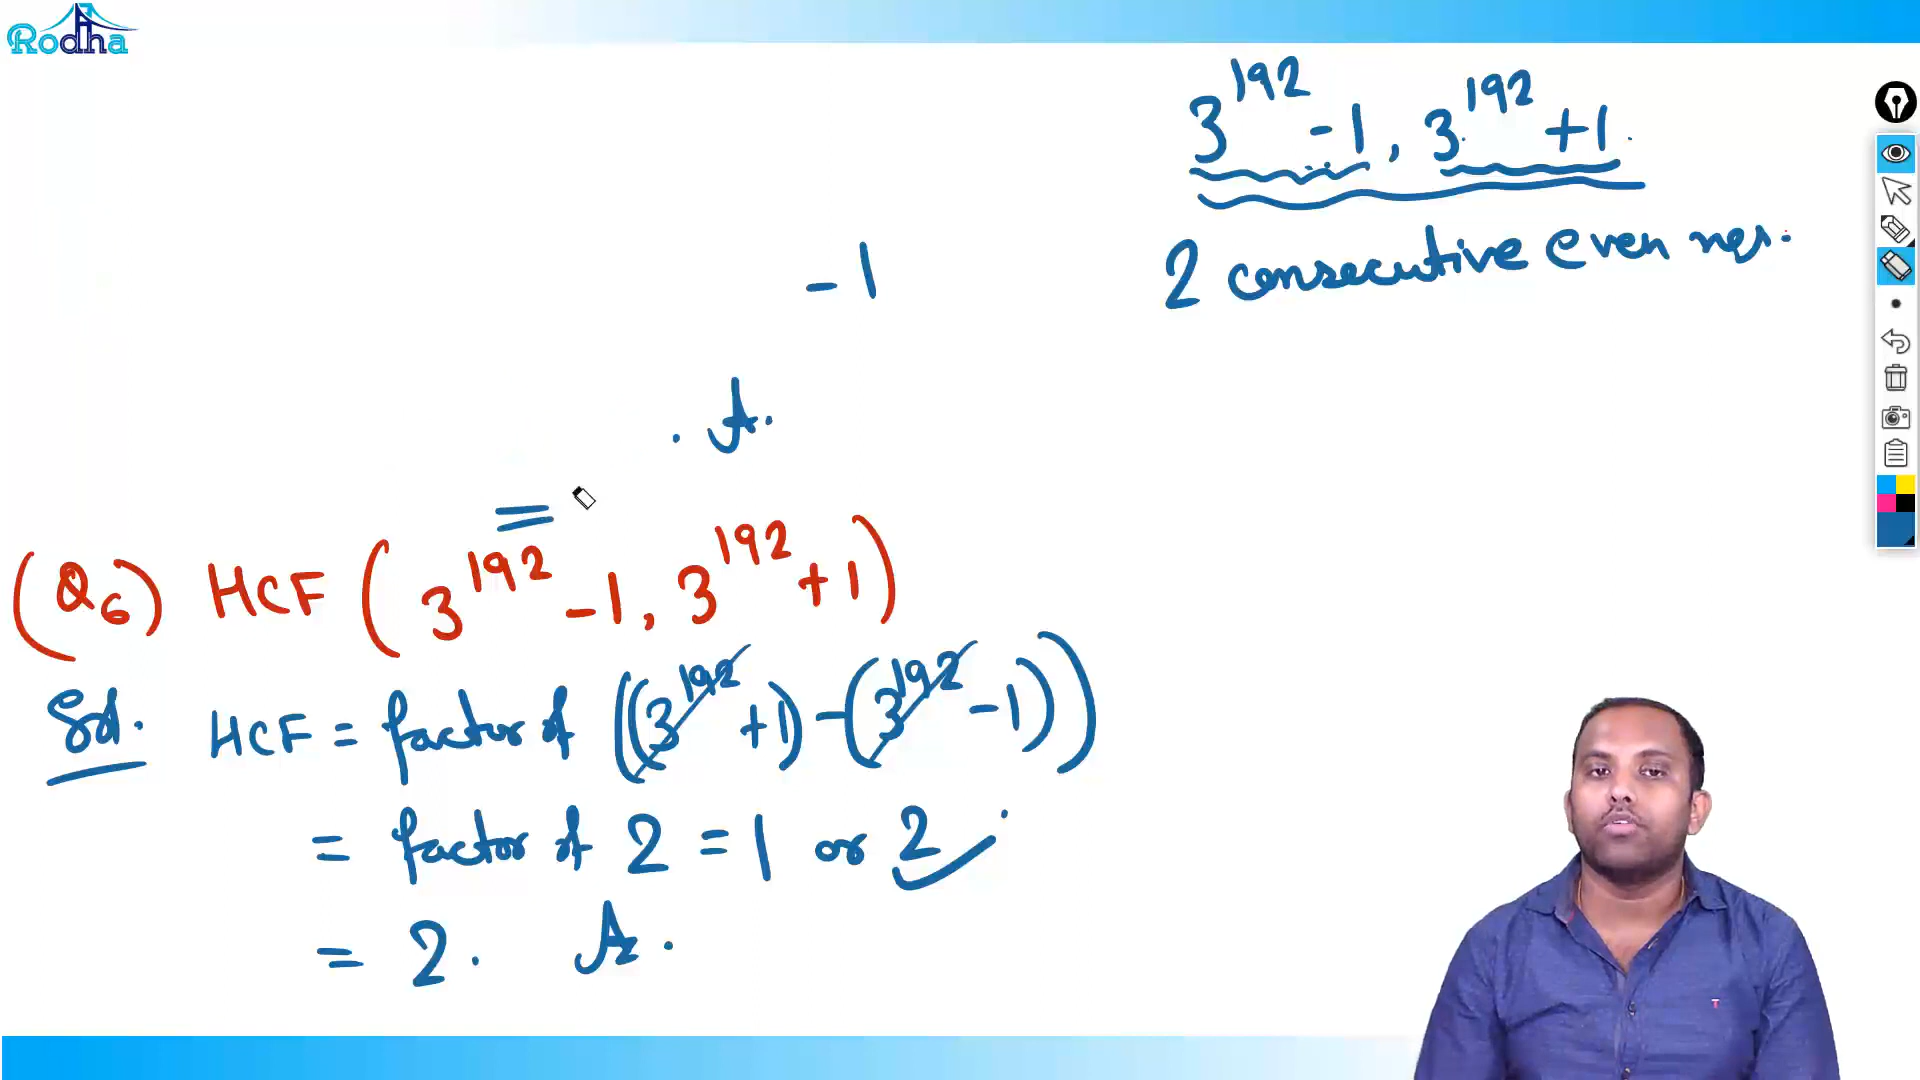 Rodha
3^192 - 1, 3^192 + 1.
2 consecutive even nos.
- 1
A.
=
(Q6) HCF (3^192 - 1, 3^192 + 1)
Sol. HCF = factor of ((3^192 + 1) - (3^192 - 1))
= factor of 2 = 1 or 2
= 2. A.
T